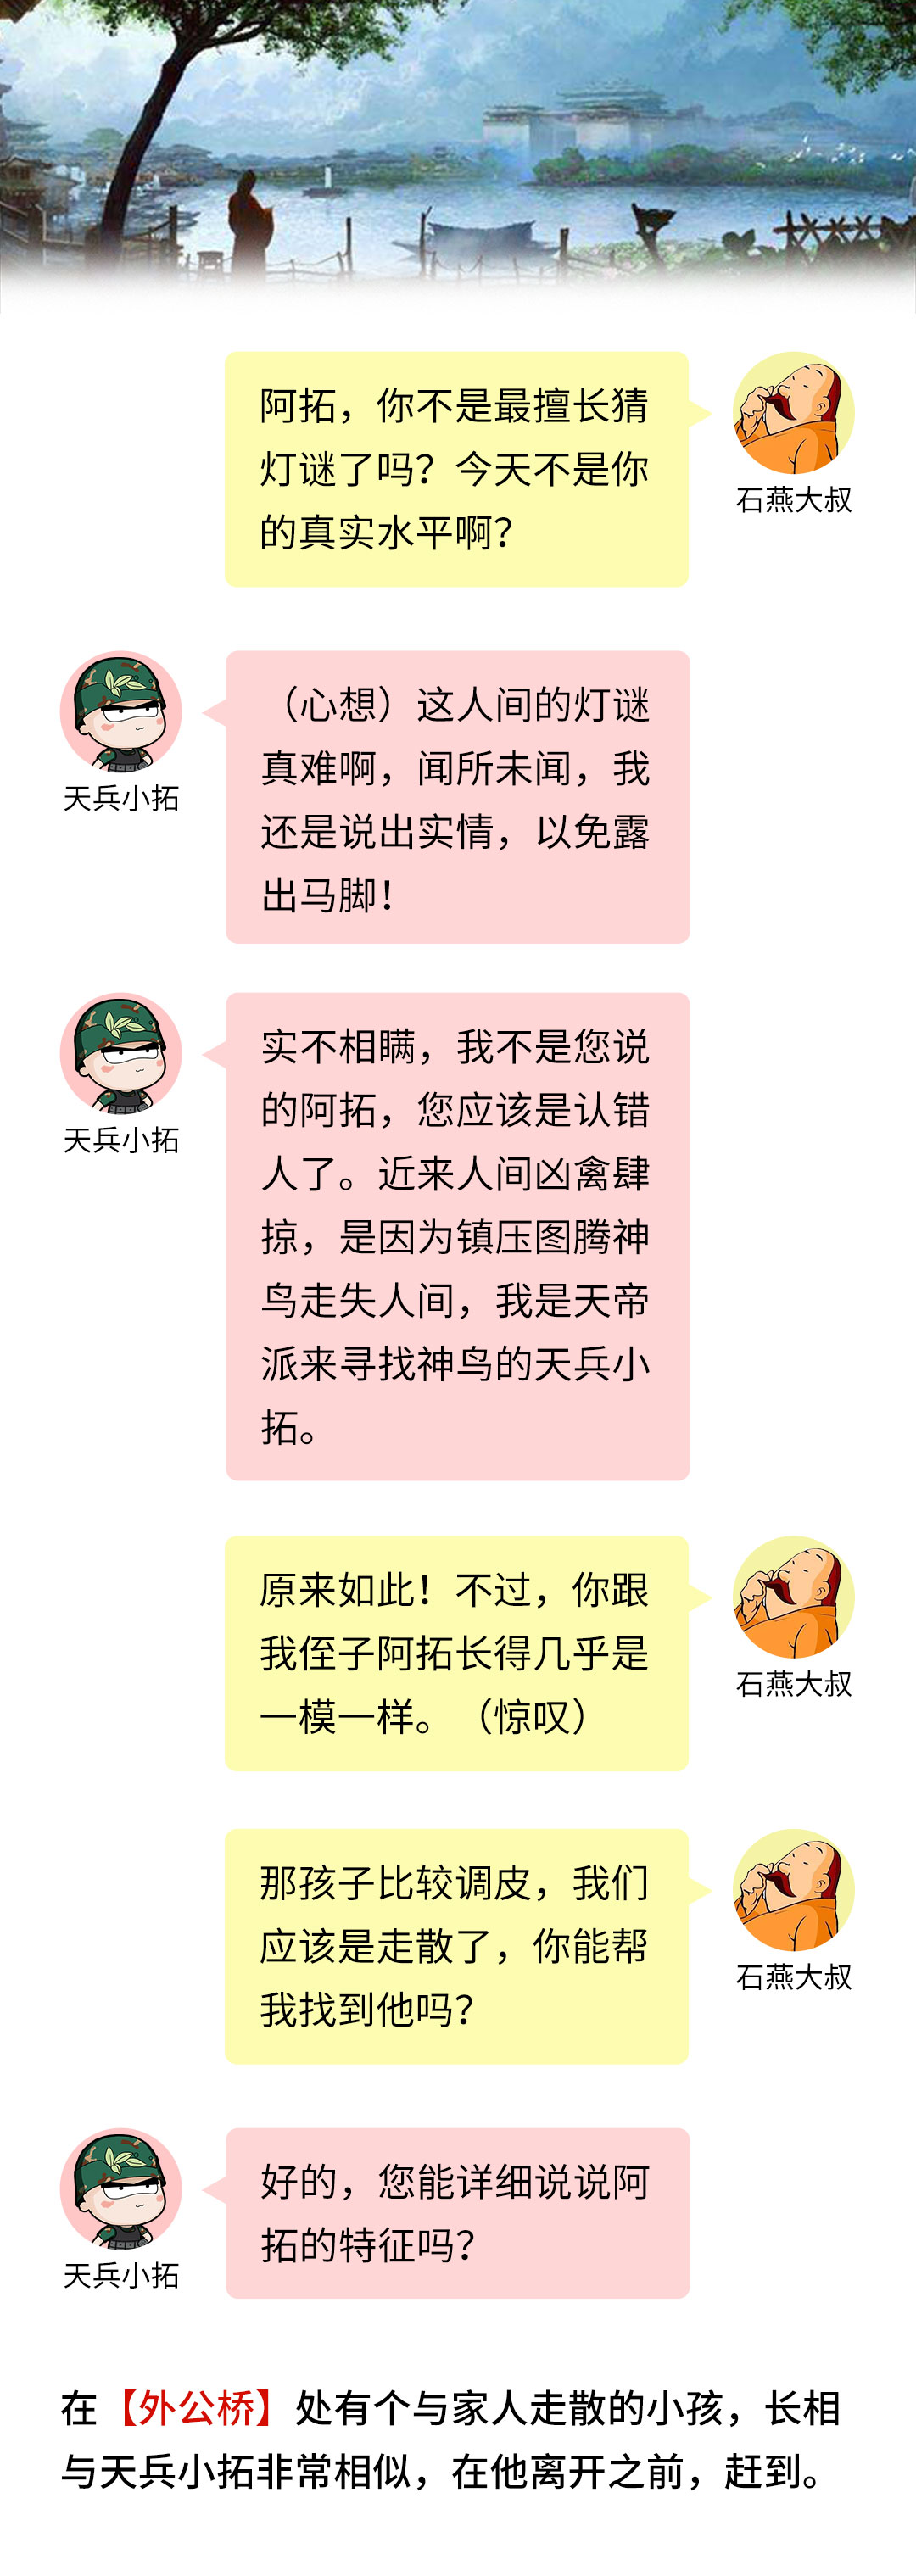 阿拓，你不是最擅长猜
灯谜了吗？今天不是你
的真实水平啊？
石燕大叔
（心想）这人间的灯谜
真难啊，闻所未闻，我
还是说出实情，以免露
出马脚！
天兵小拓
实不相瞒，我不是您说
的阿拓，您应该是认错
人了。近来人间凶禽肆
掠，是因为镇压图腾神
鸟走失人间，我是天帝
派来寻找神鸟的天兵小
拓。
天兵小拓
原来如此！不过，你跟
我侄子阿拓长得几乎是
一模一样。（惊叹）
石燕大叔
那孩子比较调皮，我们
应该是走散了，你能帮
我找到他吗？
石燕大叔
好的，您能详细说说阿
拓的特征吗？
天兵小拓
在【外公桥】处有个与家人走散的小孩，长相
与天兵小拓非常相似，在他离开之前，赶到。